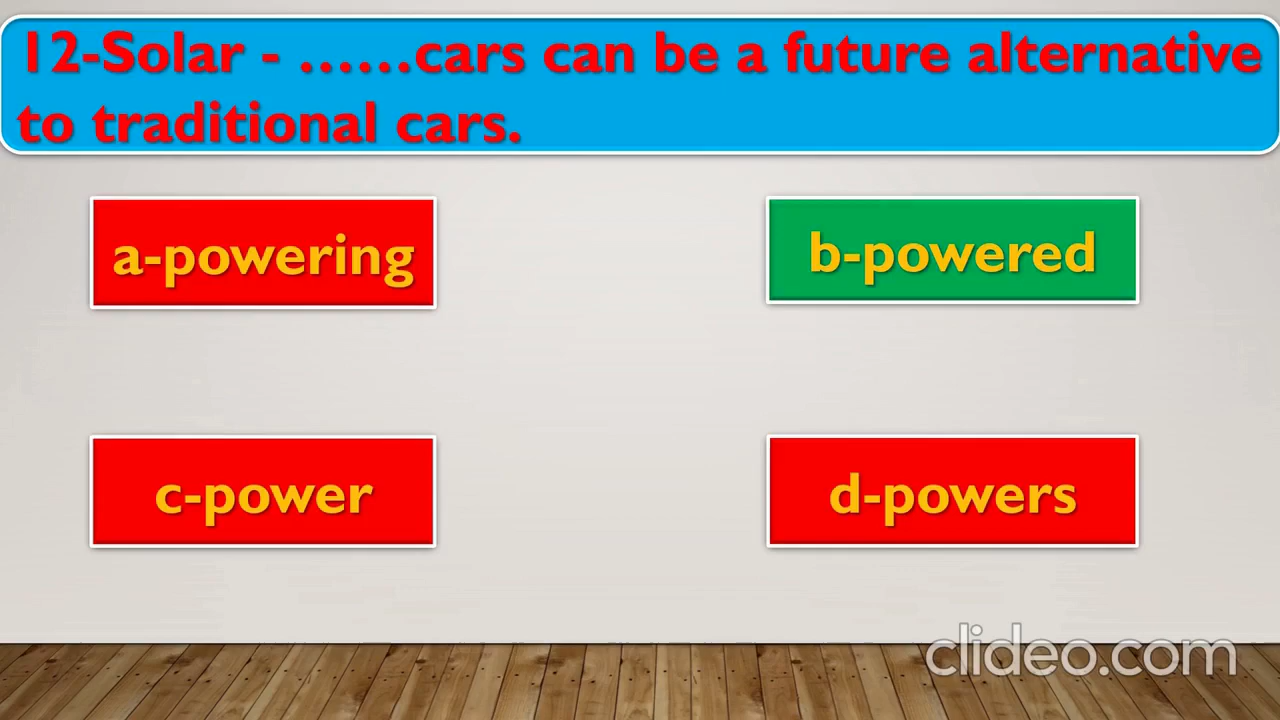 12-Solar - ......cars can be a future alternative
to traditional cars.
a-powering
b-powered
c-power
d-powers
clideo.com